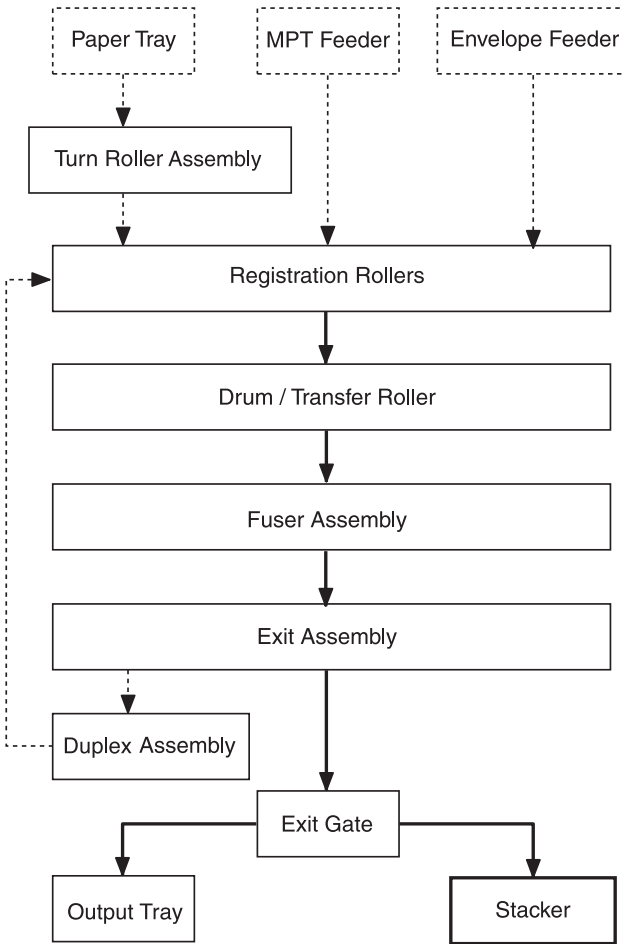 Paper Tray
MPT Feeder
Envelope Feeder
Turn Roller Assembly
Registration Rollers
Drum / Transfer Roller
Fuser Assembly
Exit Assembly
Duplex Assembly
Exit Gate
Output Tray
Stacker